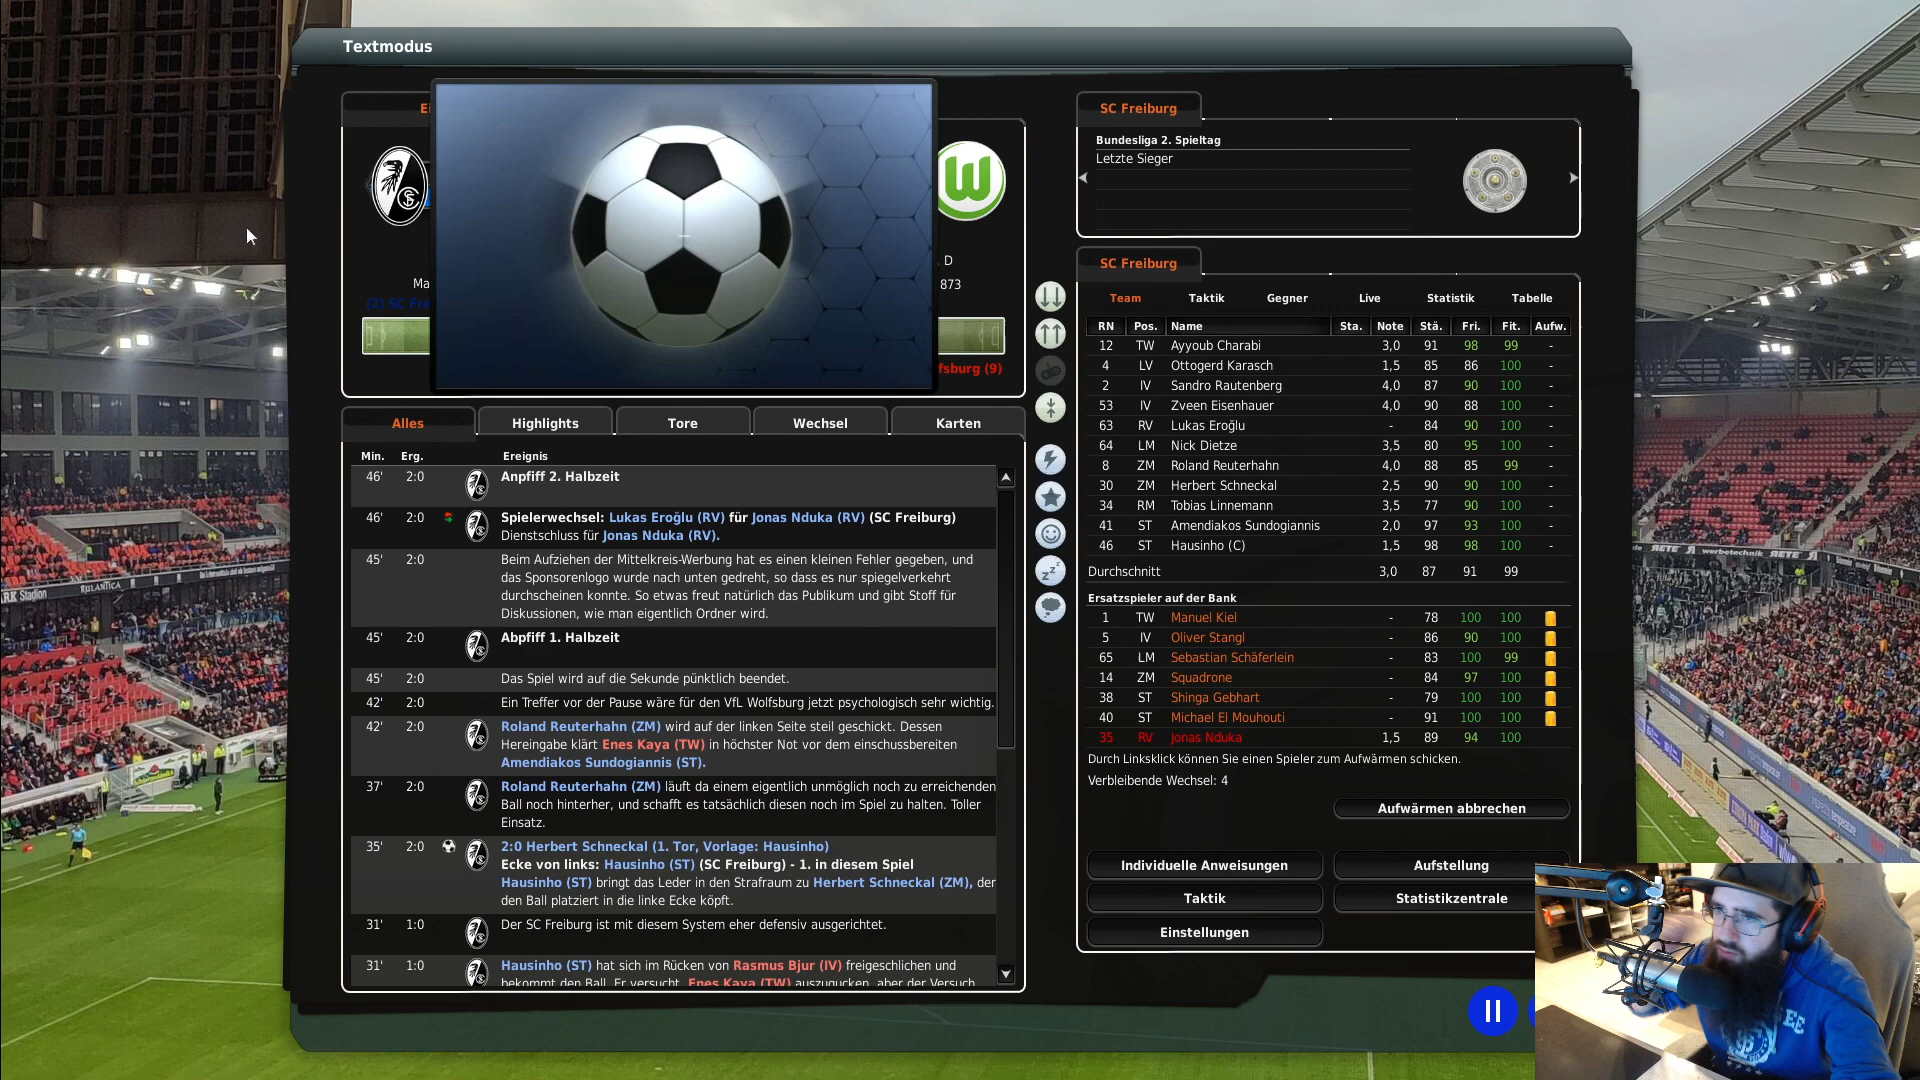 Textmodus
Ei
Ma
(2) SC Fre
D
873
fsburg (9)
Alles Highlights Tore Wechsel Karten
Min. Erg. Ereignis
46' 2:0 Anpfiff 2. Halbzeit
46' 2:0 Spielerwechsel: Lukas Eroğlu (RV) für Jonas Nduka (RV) (SC Freiburg)
Dienstschluss für Jonas Nduka (RV).
45' 2:0 Beim Aufziehen der Mittelkreis-Werbung hat es einen kleinen Fehler gegeben, und
das Sponsorenlogo wurde nach unten gedreht, so dass es nur spiegelverkehrt
durchscheinen konnte. So etwas freut natürlich das Publikum und gibt Stoff für
Diskussionen, wie man eigentlich Ordner wird.
45' 2:0 Abpfiff 1. Halbzeit
45' 2:0 Das Spiel wird auf die Sekunde pünktlich beendet.
42' 2:0 Ein Treffer vor der Pause wäre für den VfL Wolfsburg jetzt psychologisch sehr wichtig.
42' 2:0 Roland Reuterhahn (ZM) wird auf der linken Seite steil geschickt. Dessen
Hereingabe klärt Enes Kaya (TW) in höchster Not vor dem einschussbereiten
Amendiakos Sundogiannis (ST).
37' 2:0 Roland Reuterhahn (ZM) läuft da einem eigentlich unmöglich noch zu erreichenden
Ball noch hinterher, und schafft es tatsächlich diesen noch im Spiel zu halten. Toller
Einsatz.
35' 2:0 2:0 Herbert Schneckal (1. Tor, Vorlage: Hausinho)
Ecke von links: Hausinho (ST) (SC Freiburg) - 1. in diesem Spiel
Hausinho (ST) bringt das Leder in den Strafraum zu Herbert Schneckal (ZM), der
den Ball platziert in die linke Ecke köpft.
31' 1:0 Der SC Freiburg ist mit diesem System eher defensiv ausgerichtet.
31' 1:0 Hausinho (ST) hat sich im Rücken von Rasmus Bjur (IV) freigeschlichen und
bekommt den Ball. Er versucht, Enes Kaya (TW) auszugucken, aber der Versuch
SC Freiburg
Bundesliga 2. Spieltag
Letzte Sieger
SC Freiburg
Team Taktik Gegner Live Statistik Tabelle
RN Pos. Name Sta. Note Stä. Fri. Fit. Aufw.
12 TW Ayyoub Charabi 3,0 91 98 99 -
4 LV Ottogerd Karasch 1,5 85 86 100 -
2 IV Sandro Rautenberg 4,0 87 90 100 -
53 IV Zveen Eisenhauer 4,0 90 88 100 -
63 RV Lukas Eroğlu - 84 90 100 -
64 LM Nick Dietze 3,5 80 95 100 -
8 ZM Roland Reuterhahn 4,0 88 85 99 -
30 ZM Herbert Schneckal 2,5 90 90 100 -
34 RM Tobias Linnemann 3,5 77 90 100 -
41 ST Amendiakos Sundogiannis 2,0 97 93 100 -
46 ST Hausinho (C) 1,5 98 98 100 -
Durchschnitt 3,0 87 91 99
Ersatzspieler auf der Bank
1 TW Manuel Kiel - 78 100 100
5 IV Oliver Stangl - 86 90 100
65 LM Sebastian Schäferlein - 83 100 99
14 ZM Squadrone - 84 97 100
38 ST Shinga Gebhart - 79 100 100
40 ST Michael El Mouhouti - 91 100 100
35 RV Jonas Nduka 1,5 89 94 100
Durch Linksklick können Sie einen Spieler zum Aufwärmen schicken.
Verbleibende Wechsel: 4
Aufwärmen abbrechen
Individuelle Anweisungen Aufstellung
Taktik Statistikzentrale
Einstellungen
RULANTICA
ARK Stadion
werbetechnik